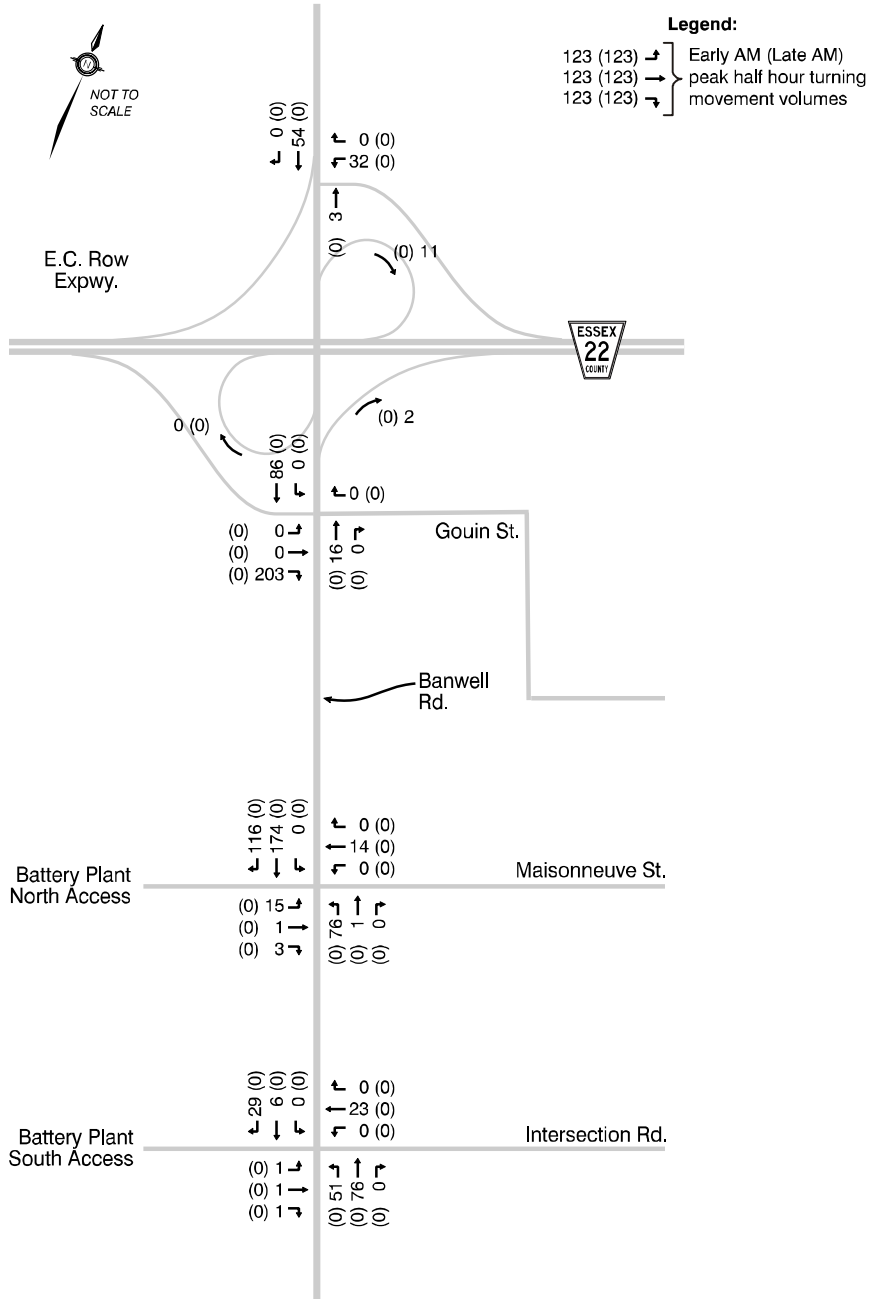 Legend:
123 (123)
123 (123)
123 (123)
Early AM (Late AM)
peak half hour turning
movement volumes
N
NOT TO
SCALE
0 (0)
54 (0)
0 (0)
32 (0)
(0) 3
(0) 11
E.C. Row
Expwy.
ESSEX
22
COUNTY
0 (0)
(0) 2
86 (0)
0 (0)
0 (0)
(0) 0
(0) 0
(0) 203
(0) 16
(0) 0
Gouin St.
Banwell
Rd.
116 (0)
174 (0)
0 (0)
0 (0)
14 (0)
0 (0)
Battery Plant
North Access
Maisonneuve St.
(0) 15
(0) 1
(0) 3
(0) 76
(0) 1
(0) 0
29 (0)
6 (0)
0 (0)
0 (0)
23 (0)
0 (0)
Battery Plant
South Access
Intersection Rd.
(0) 1
(0) 1
(0) 1
(0) 51
(0) 76
(0) 0